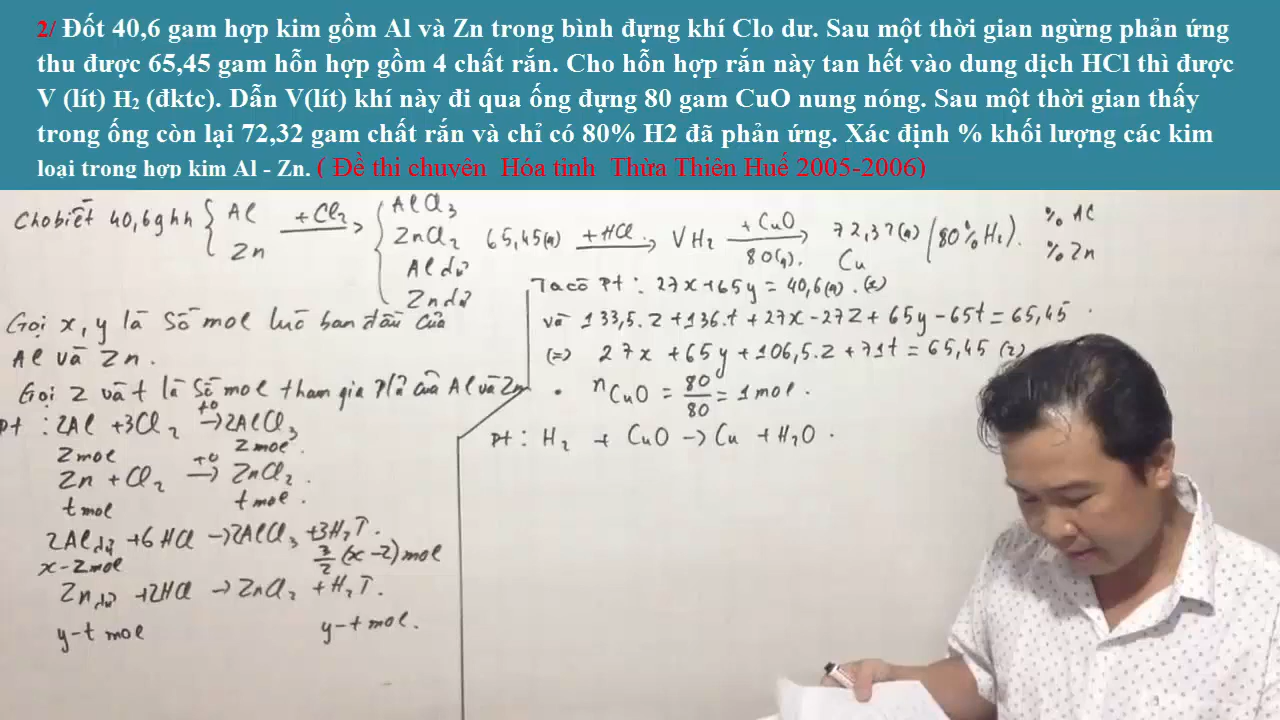 2/ Đốt 40,6 gam hợp kim gồm Al và Zn trong bình đựng khí Clo dư. Sau một thời gian ngừng phản ứng
thu được 65,45 gam hỗn hợp gồm 4 chất rắn. Cho hỗn hợp rắn này tan hết vào dung dịch HCl thì được
V (lít) H₂ (đktc). Dẫn V(lít) khí này đi qua ống đựng 80 gam CuO nung nóng. Sau một thời gian thấy
trong ống còn lại 72,32 gam chất rắn và chỉ có 80% H2 đã phản ứng. Xác định % khối lượng các kim
loại trong hợp kim Al - Zn. ( Đề thi chuyên Hóa tỉnh Thừa Thiên Huế 2005-2006)
Cho biết 40,6g hh { Al Zn +Cl₂ → { AlCl₃ ZnCl₂ Al dư Zn dư 65,45(g) +HCl → V H₂ +CuO 80(g). → 72,32(g) Cu (80% H₂). % Al % Zn
Gọi x, y là số mol lúc ban đầu của
Al và Zn.
Gọi z và t là số mol tham gia p/ư của Al và Zn
pt : 2Al + 3Cl₂ t° → 2AlCl₃
z mol z mol.
Zn + Cl₂ t° → ZnCl₂.
t mol t mol.
2Al dư + 6HCl → 2AlCl₃ + 3H₂↑.
x-z mol 3/2 (x-z) mol
Zn dư + 2HCl → ZnCl₂ + H₂↑.
y-t mol y-t mol.
Ta có pt : 27x + 65y = 40,6(g).
và 133,5.z + 136.t + 27x - 27z + 65y - 65t = 65,45
(=) 27x + 65y + 106,5.z + 71t = 65,45 (2)
• nCuO = 80/80 = 1 mol.
pt : H₂ + CuO → Cu + H₂O.